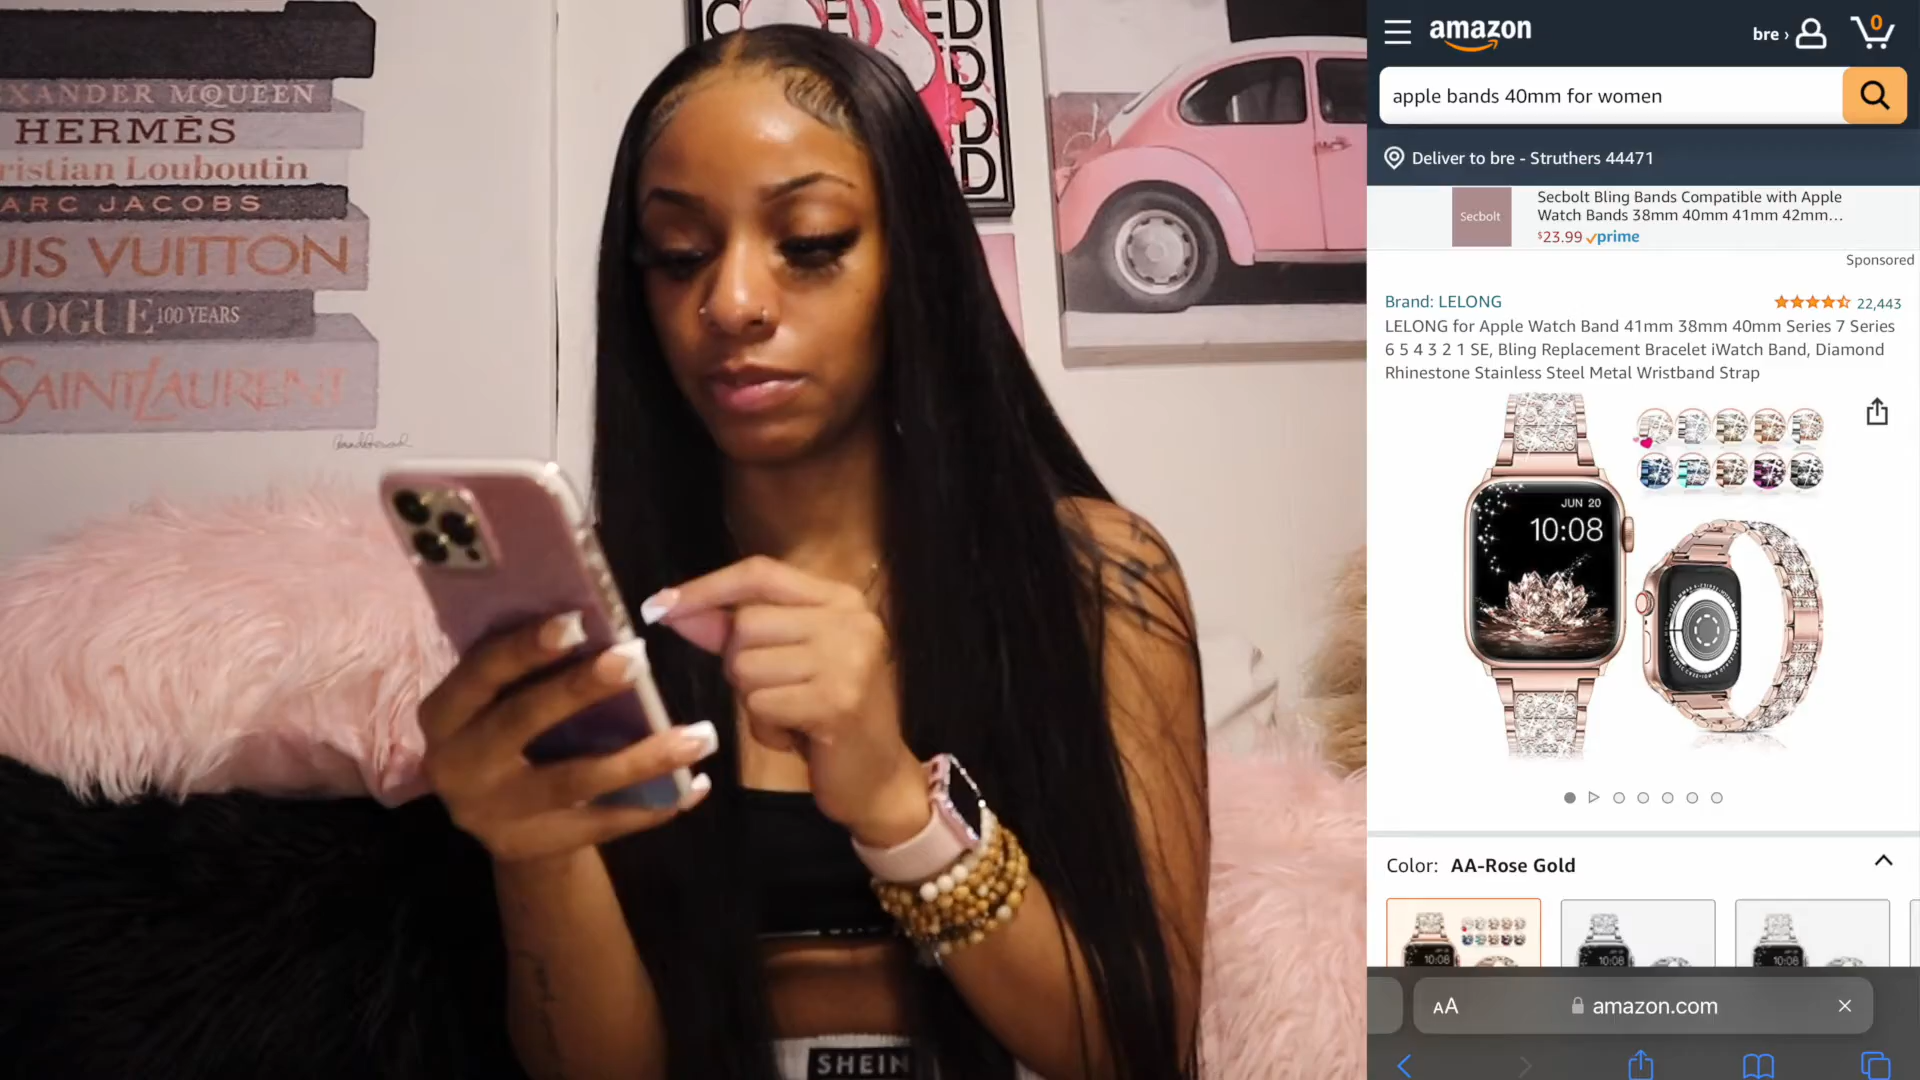 XANDER MCQUEEN
HERMÈS
ristian Louboutin
ARC JACOBS
UIS VUITTON
VOGUE 100 YEARS
SAINTLAURENT
ED
D
D
D
D
SHEIN
amazon
bre ›
0
apple bands 40mm for women
Deliver to bre - Struthers 44471
Secbolt
Secbolt Bling Bands Compatible with Apple
Watch Bands 38mm 40mm 41mm 42mm...
$23.99 prime
Sponsored
Brand: LELONG
22,443
LELONG for Apple Watch Band 41mm 38mm 40mm Series 7 Series
6 5 4 3 2 1 SE, Bling Replacement Bracelet iWatch Band, Diamond
Rhinestone Stainless Steel Metal Wristband Strap
JUN 20
10:08
Color: AA-Rose Gold
10:08
10:08
10:08
AA
amazon.com